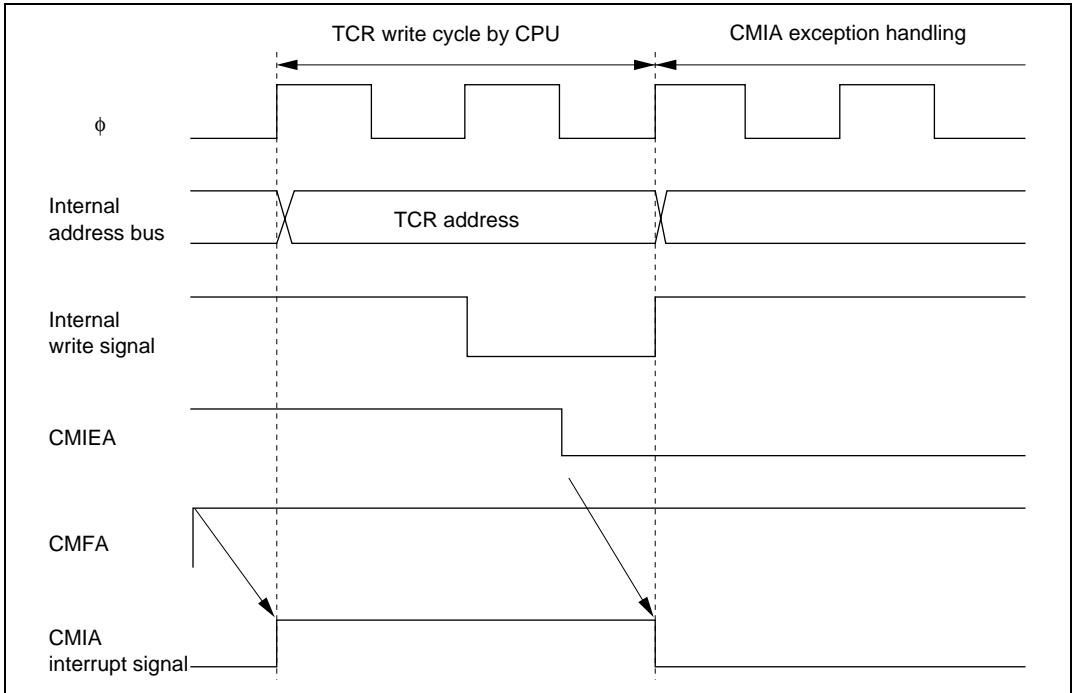 TCR write cycle by CPU
CMIA exception handling
ϕ
Internal
address bus
TCR address
Internal
write signal
CMIEA
CMFA
CMIA
interrupt signal